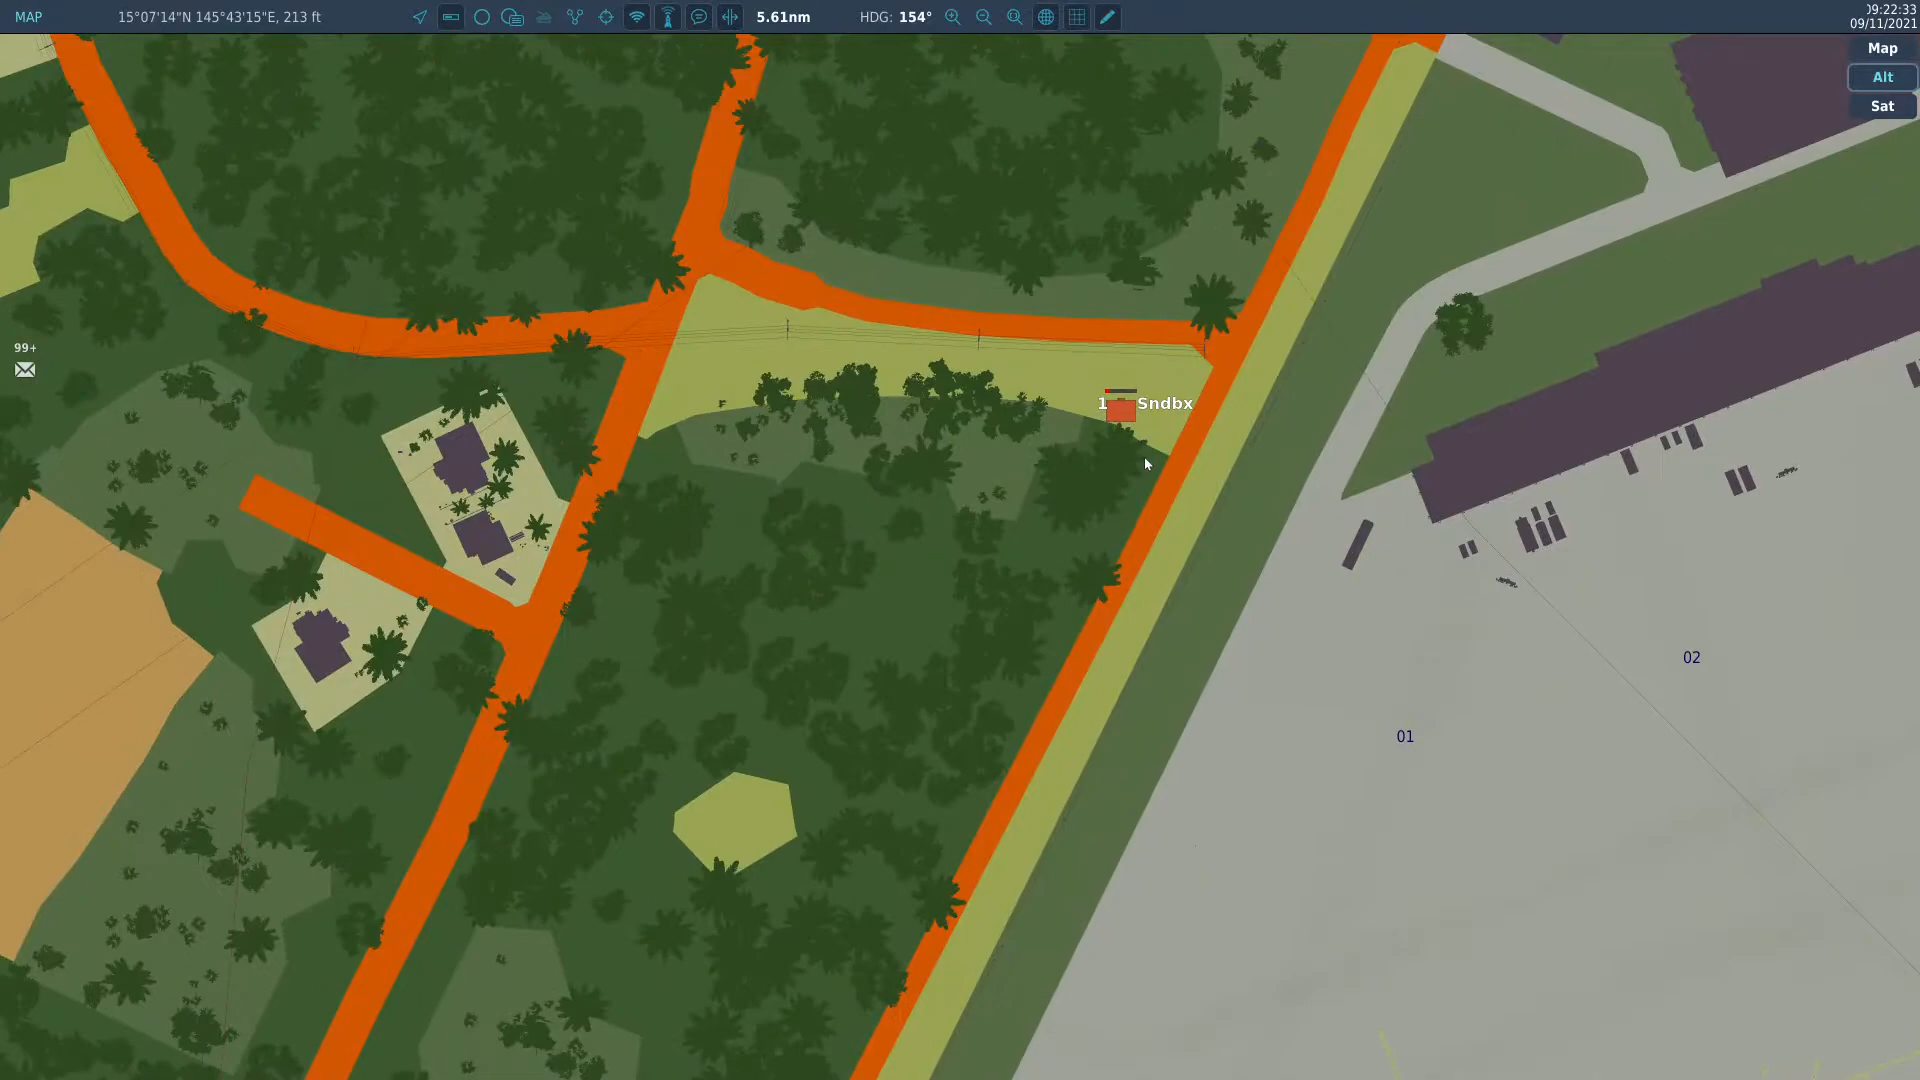 MAP 15°07'14"N 145°43'15"E, 213 ft 5.61nm HDG: 154° 09:22:33
09/11/2021
Map
Alt
Sat
99+
1 Sndbx
02
01